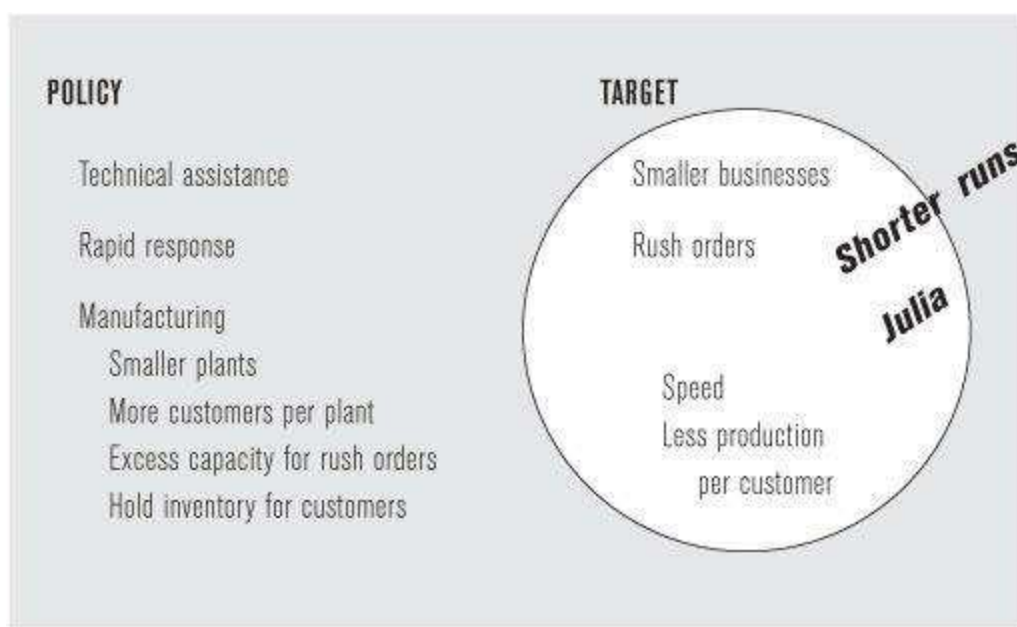 POLICY
Technical assistance
Rapid response
Manufacturing
Smaller plants
More customers per plant
Excess capacity for rush orders
Hold inventory for customers
TARGET
Smaller businesses
Rush orders
Speed
Less production
per customer
Shorter runs
Julia